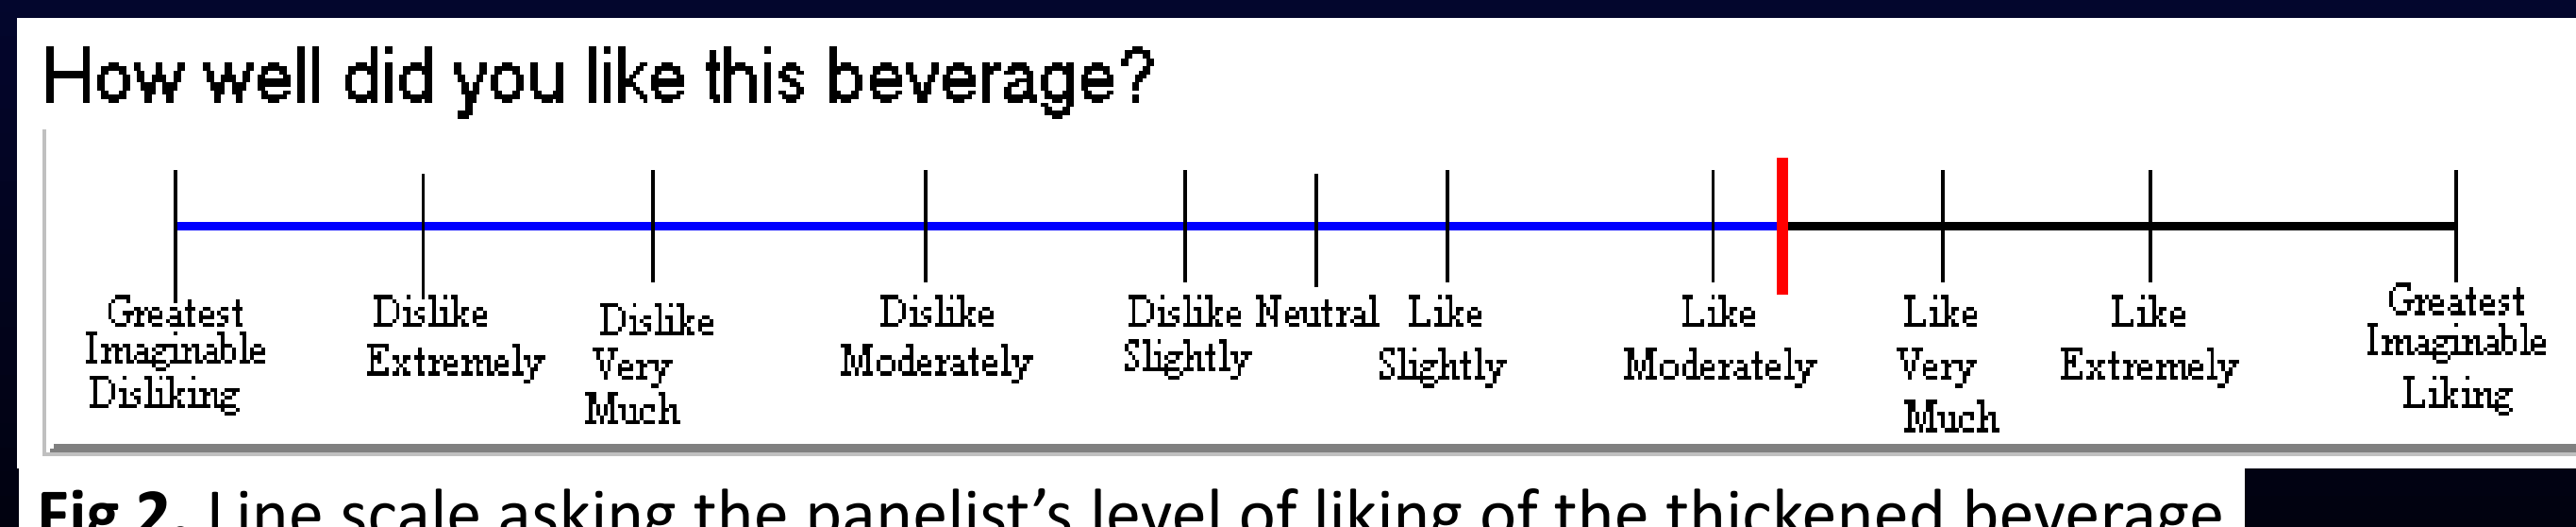 How well did you like this beverage?
Greatest Imaginable Disliking
Dislike Extremely
Dislike Very Much
Dislike Moderately
Dislike Slightly
Neutral
Like Slightly
Like Moderately
Like Very Much
Like Extremely
Greatest Imaginable Liking
Fig 2. Line scale asking the panelist's level of liking of the thickened beverage